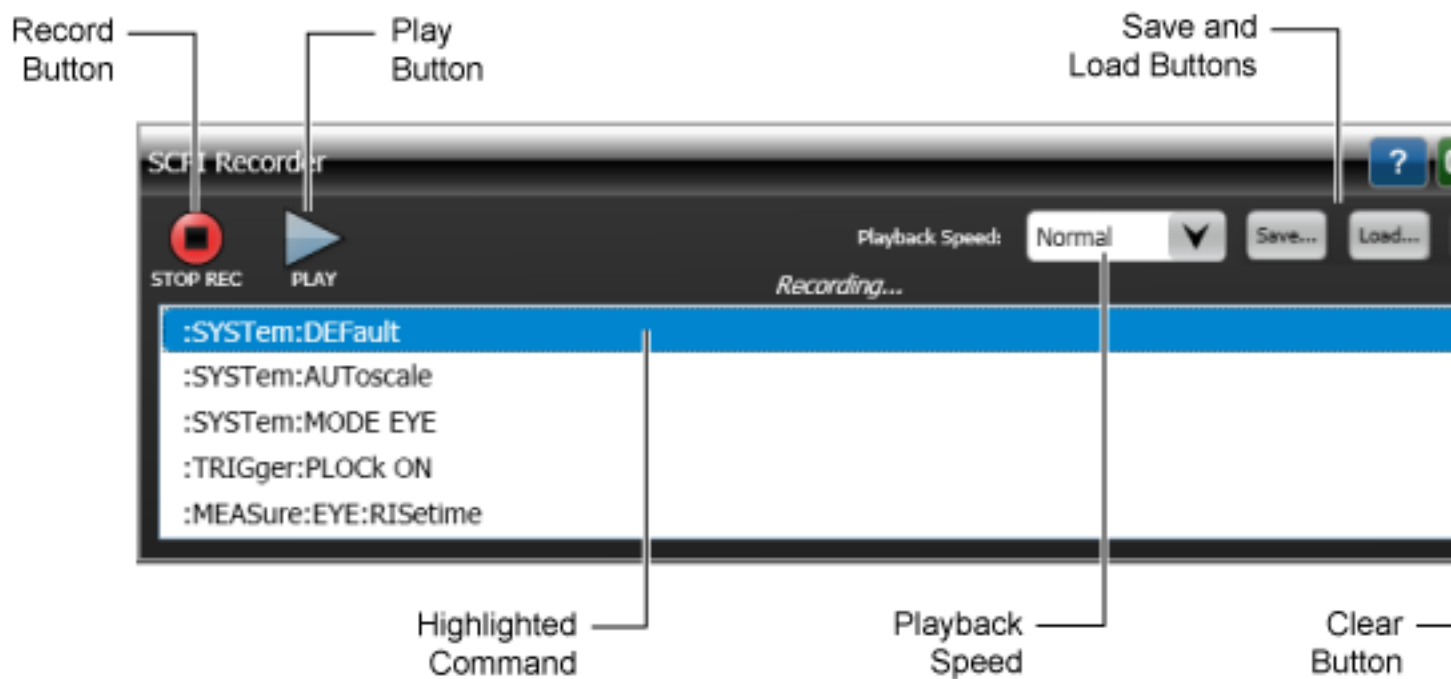 Record
Button
Play
Button
Save and
Load Buttons
SCPI Recorder
?
Playback Speed:
Normal
Save...
Load...
STOP REC
PLAY
Recording...
:SYSTem:DEFault
:SYSTem:AUToscale
:SYSTem:MODE EYE
:TRIGger:PLOCk ON
:MEASure:EYE:RISetime
Highlighted
Command
Playback
Speed
Clear
Button